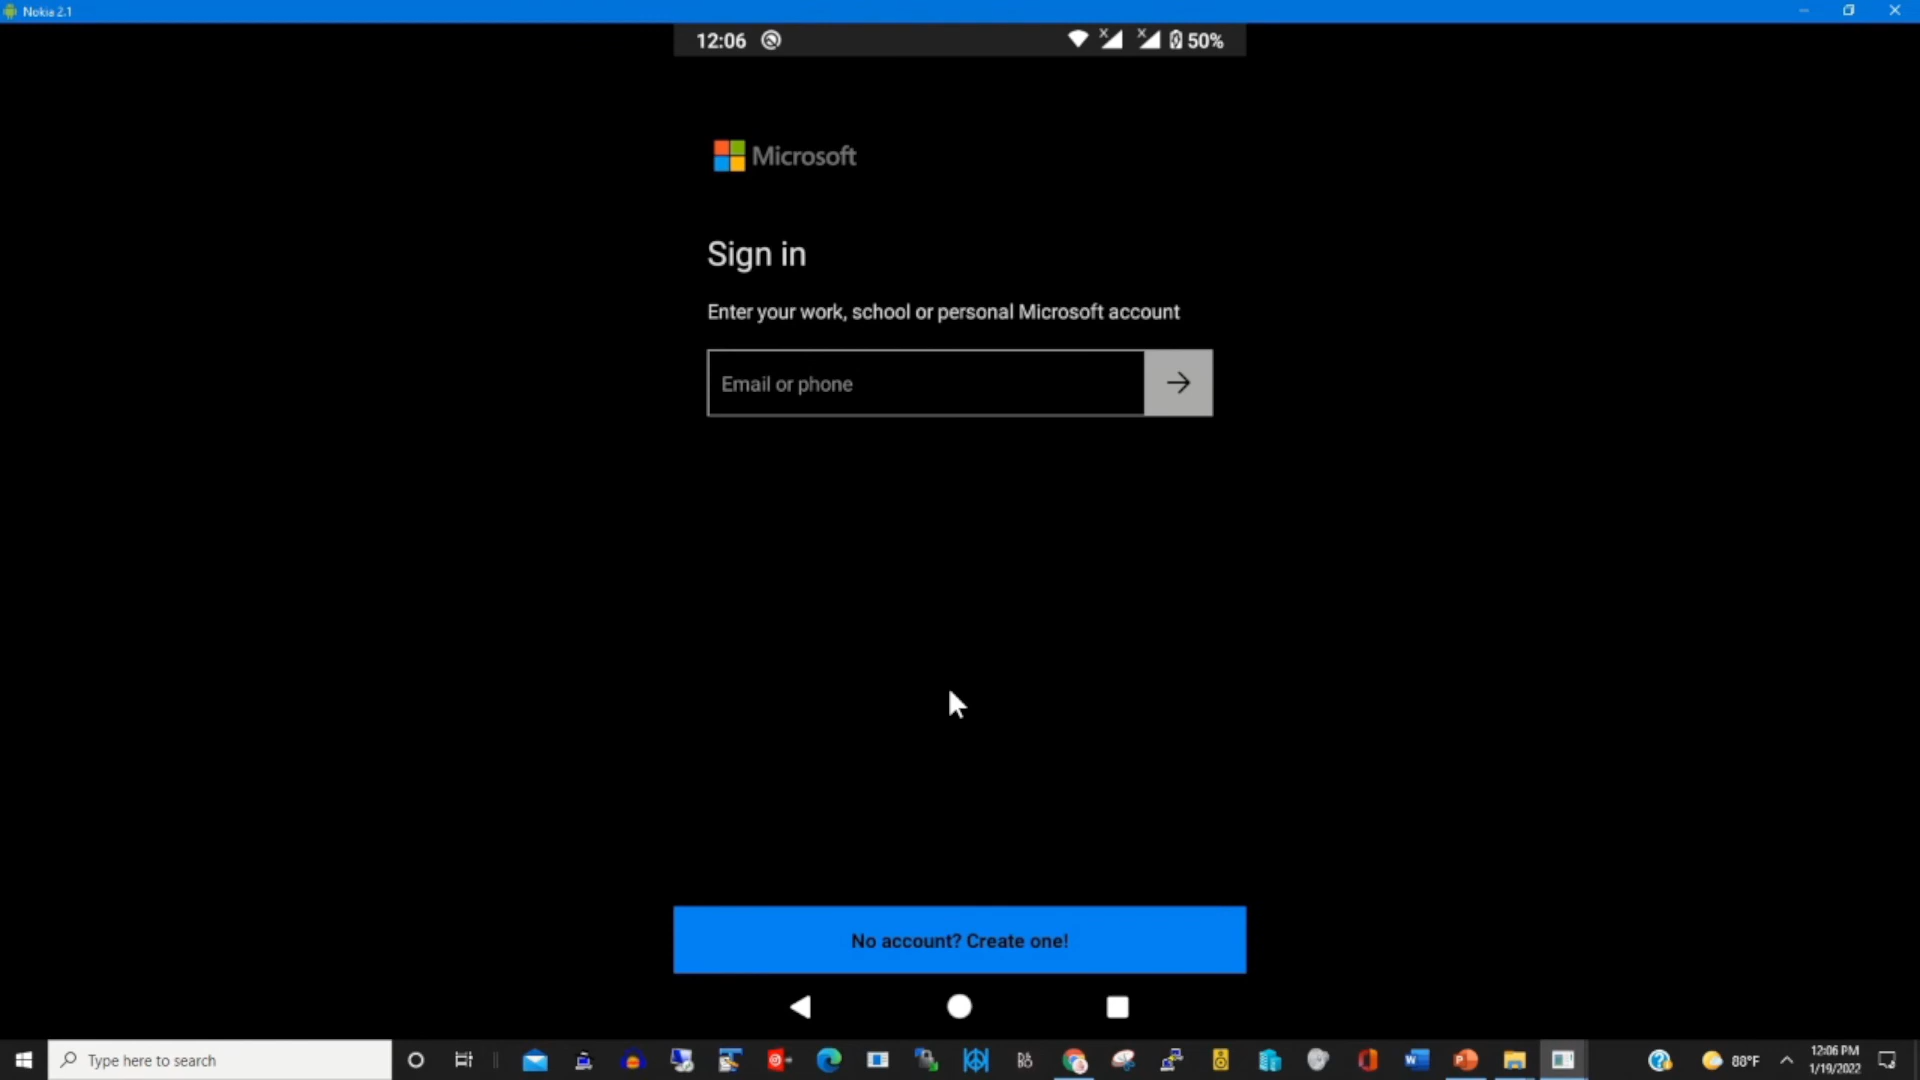 Nokia 2.1
12:06
50%
Microsoft
Sign in
Enter your work, school or personal Microsoft account
Email or phone
No account? Create one!
Type here to search
88°F
12:06 PM
1/19/2022